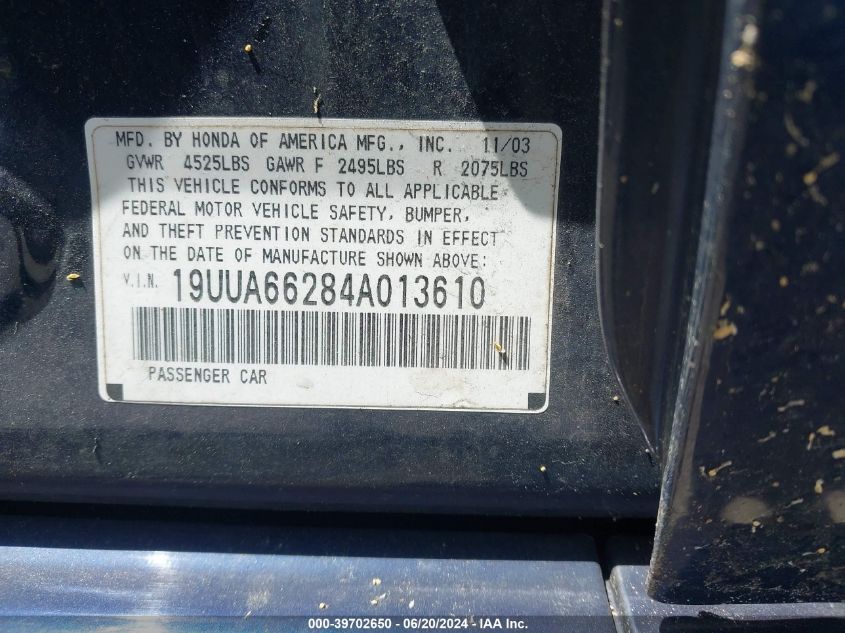 MFD. BY HONDA OF AMERICA MFG., INC. 11/03
GVWR 4525LBS GAWR F 2495LBS R 2075LBS
THIS VEHICLE CONFORMS TO ALL APPLICABLE
FEDERAL MOTOR VEHICLE SAFETY, BUMPER,
AND THEFT PREVENTION STANDARDS IN EFFECT
ON THE DATE OF MANUFACTURE SHOWN ABOVE:
V.I.N. 19UUA66284A013610
PASSENGER CAR
000-39702650 - 06/20/2024 - IAA Inc.